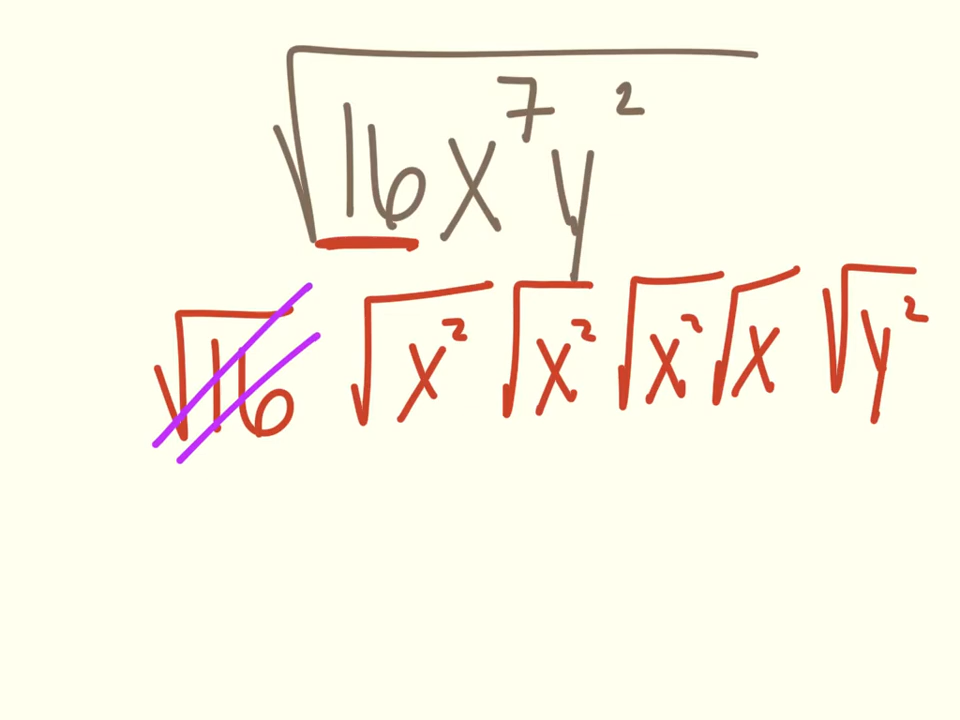 √16x⁷y²
√16 √x² √x² √x² √x √y²